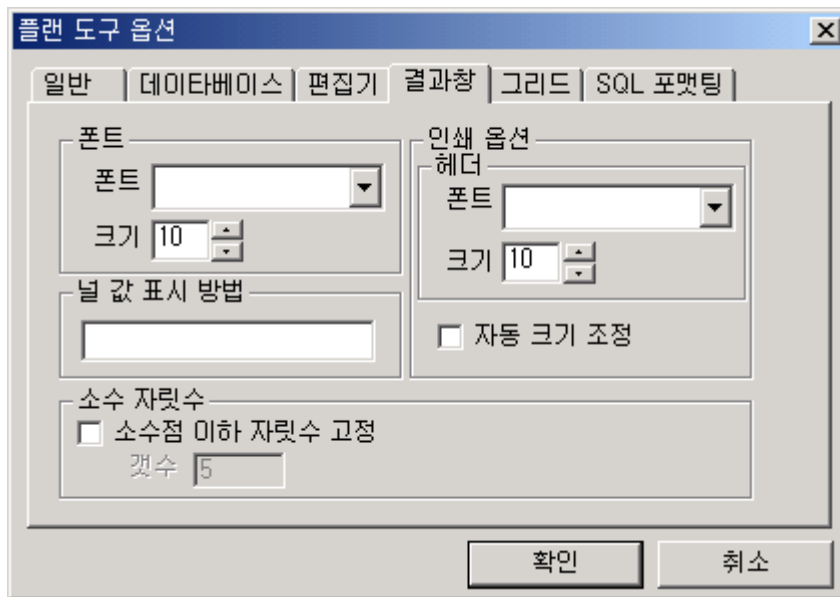 플랜 도구 옵션
일반 데이타베이스 편집기 결과창 그리드 SQL 포맷팅
폰트
폰트
크기 10
널 값 표시 방법
인쇄 옵션
헤더
폰트
크기 10
자동 크기 조정
소수 자릿수
소수점 이하 자릿수 고정
갯수 5
확인 취소